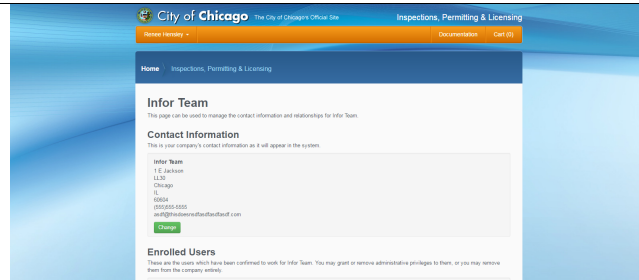 City of Chicago The City of Chicago's Official Site Inspections, Permitting & Licensing
Renee Hensley Documentation Cart (0)
Home Inspections, Permitting & Licensing
Infor Team
This page can be used to manage the contact information and relationships for Infor Team.
Contact Information
This is your company's contact information as it will appear in the system.
Infor Team
1 E Jackson
LL30
Chicago
IL
60604
(555)555-5555
Change
Enrolled Users
These are the users which have been confirmed to work for Infor Team. You may grant or remove administrative privileges to them, or you may remove
them from the company entirely.